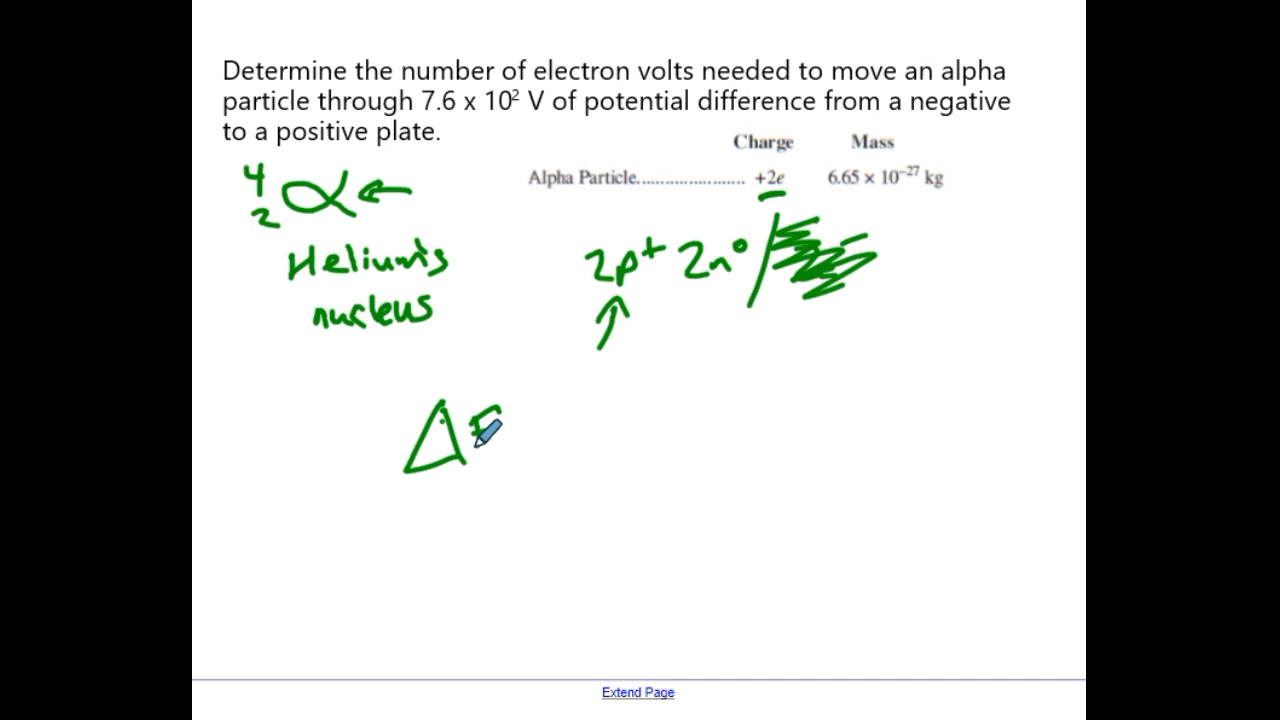 Determine the number of electron volts needed to move an alpha
particle through 7.6 x 10² V of potential difference from a negative
to a positive plate.
Charge Mass
Alpha Particle...................... +2e 6.65 × 10⁻²⁷ kg
⁴₂α ←
Helium's
nucleus
2p⁺ 2n⁰
ΔE
Extend Page